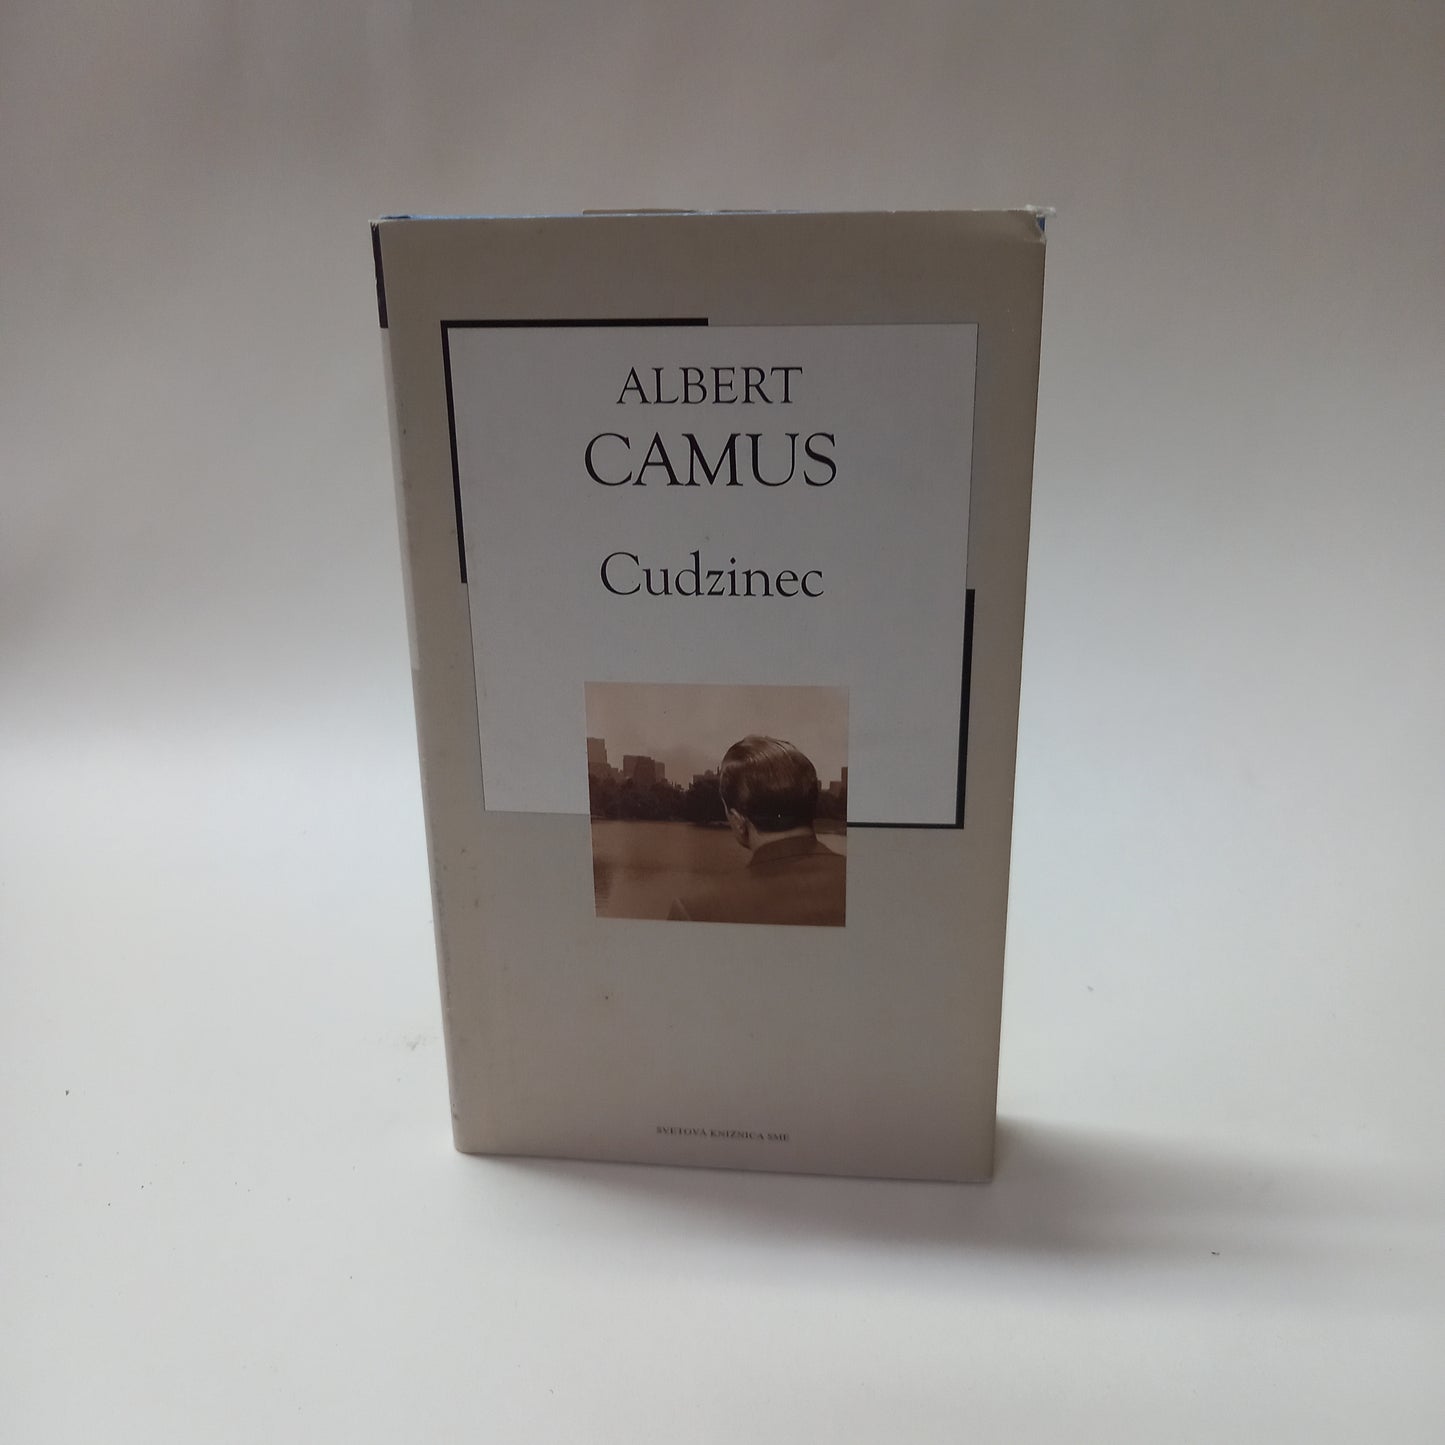 ALBERT
CAMUS
Cudzinec
SVETOVÁ KNIŽNICA SME